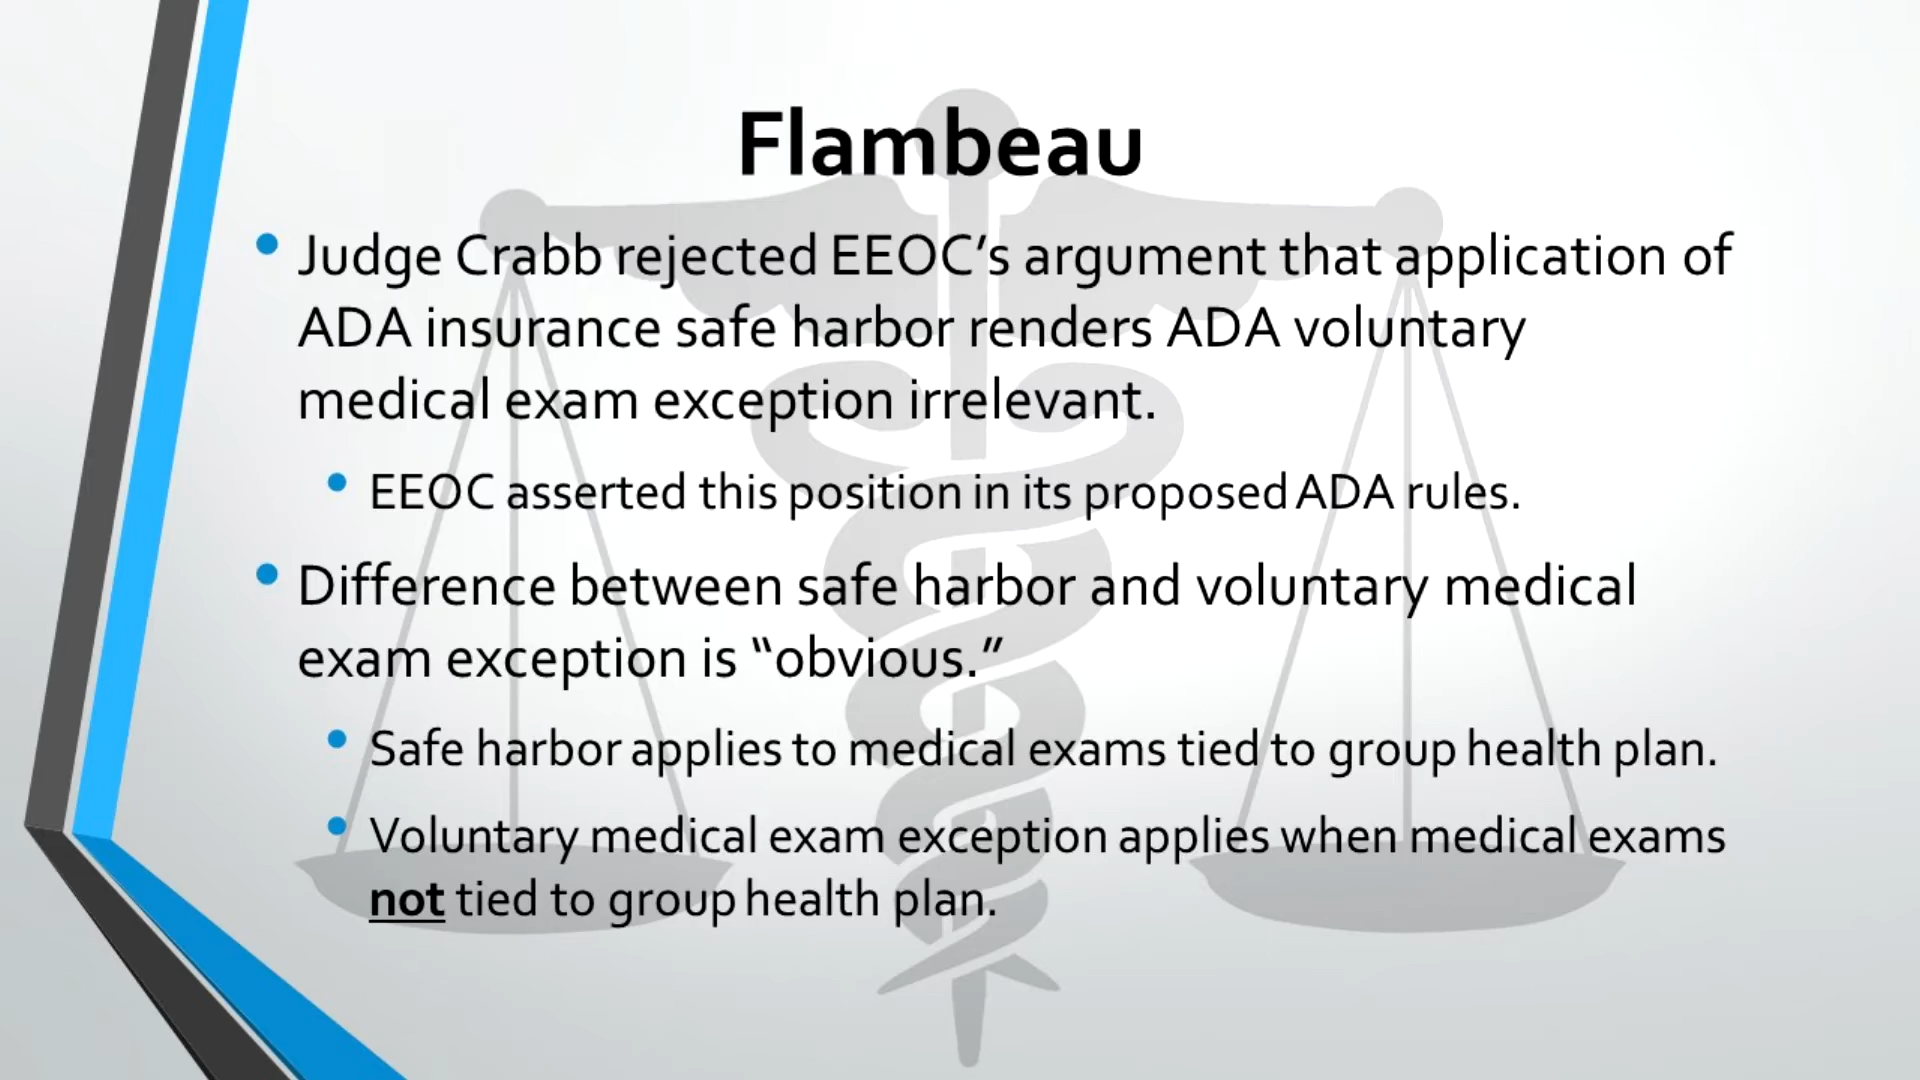 Flambeau
• Judge Crabb rejected EEOC’s argument that application of
ADA insurance safe harbor renders ADA voluntary
medical exam exception irrelevant.
• EEOC asserted this position in its proposed ADA rules.
• Difference between safe harbor and voluntary medical
exam exception is “obvious.”
• Safe harbor applies to medical exams tied to group health plan.
• Voluntary medical exam exception applies when medical exams
not tied to group health plan.